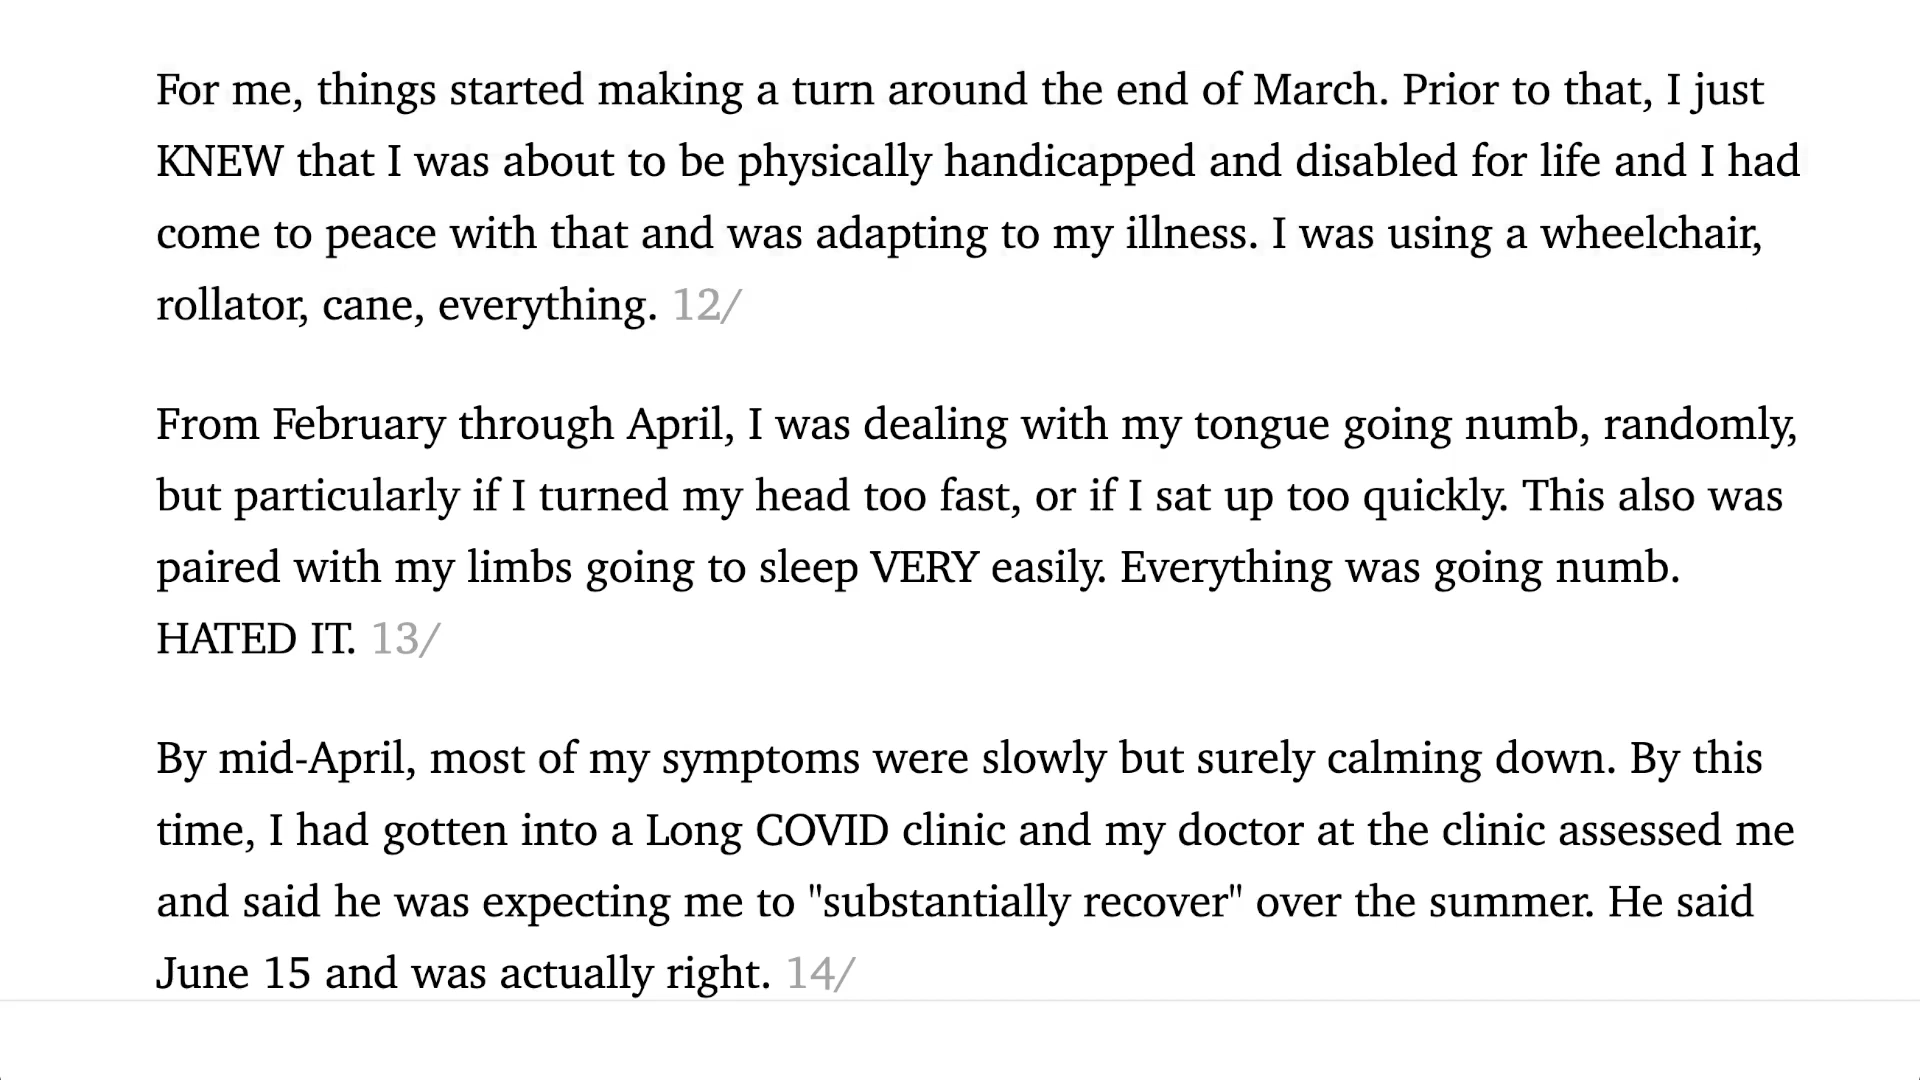 For me, things started making a turn around the end of March. Prior to that, I just
KNEW that I was about to be physically handicapped and disabled for life and I had
come to peace with that and was adapting to my illness. I was using a wheelchair,
rollator, cane, everything. 12/
From February through April, I was dealing with my tongue going numb, randomly,
but particularly if I turned my head too fast, or if I sat up too quickly. This also was
paired with my limbs going to sleep VERY easily. Everything was going numb.
HATED IT. 13/
By mid-April, most of my symptoms were slowly but surely calming down. By this
time, I had gotten into a Long COVID clinic and my doctor at the clinic assessed me
and said he was expecting me to "substantially recover" over the summer. He said
June 15 and was actually right. 14/